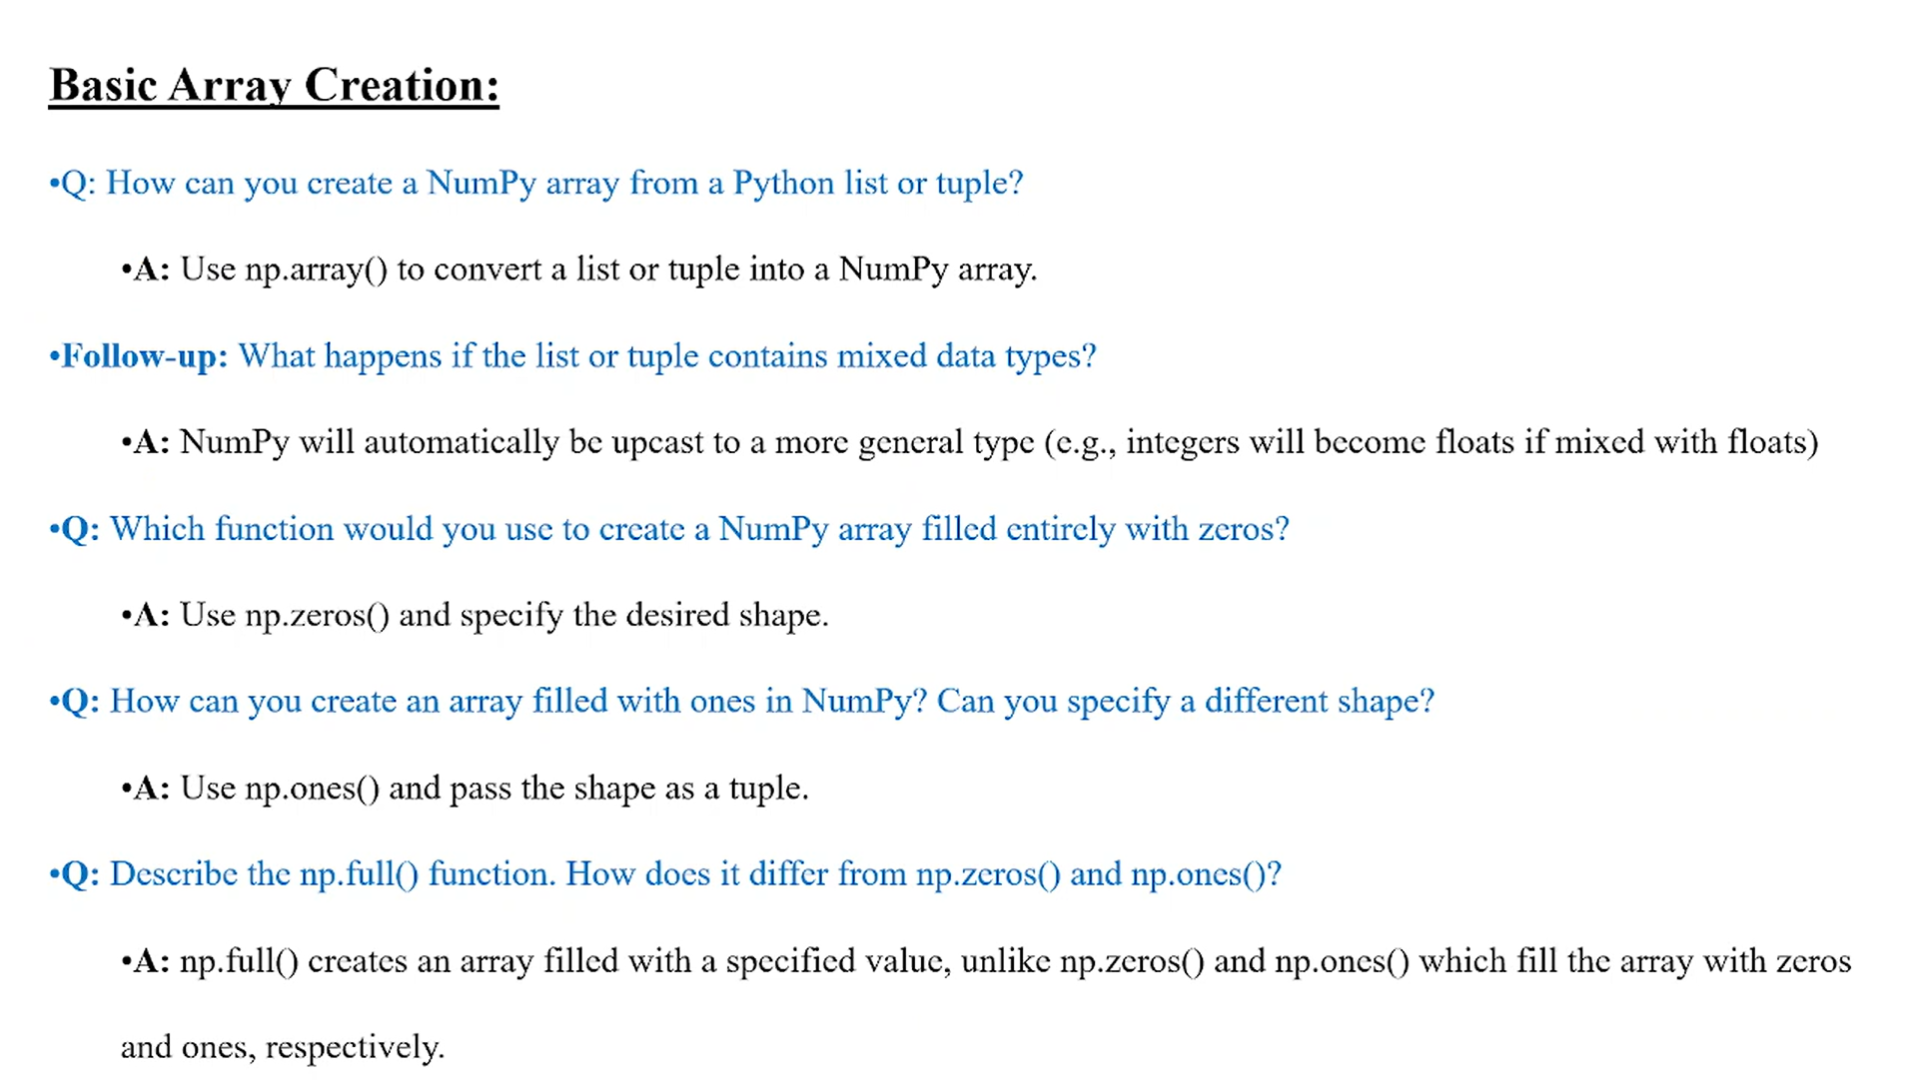 Basic Array Creation:
•Q: How can you create a NumPy array from a Python list or tuple?
•A: Use np.array() to convert a list or tuple into a NumPy array.
•Follow-up: What happens if the list or tuple contains mixed data types?
•A: NumPy will automatically be upcast to a more general type (e.g., integers will become floats if mixed with floats)
•Q: Which function would you use to create a NumPy array filled entirely with zeros?
•A: Use np.zeros() and specify the desired shape.
•Q: How can you create an array filled with ones in NumPy? Can you specify a different shape?
•A: Use np.ones() and pass the shape as a tuple.
•Q: Describe the np.full() function. How does it differ from np.zeros() and np.ones()?
•A: np.full() creates an array filled with a specified value, unlike np.zeros() and np.ones() which fill the array with zeros
and ones, respectively.